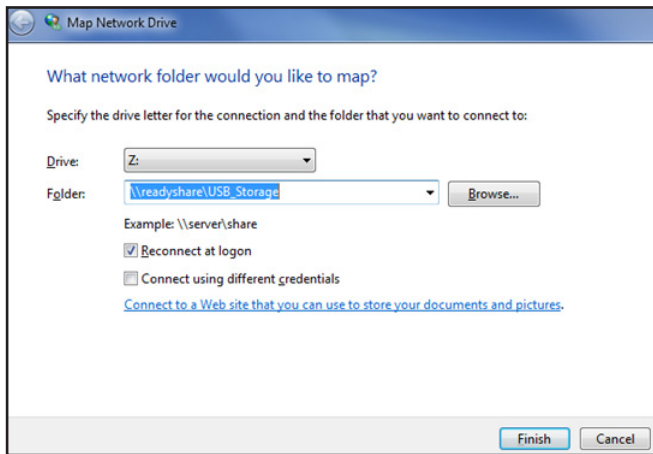 Map Network Drive
What network folder would you like to map?
Specify the drive letter for the connection and the folder that you want to connect to:
Drive: Z:
Folder: \\readyshare\USB_Storage Browse...
Example: \\server\share
Reconnect at logon
Connect using different credentials
Connect to a Web site that you can use to store your documents and pictures.
Finish Cancel